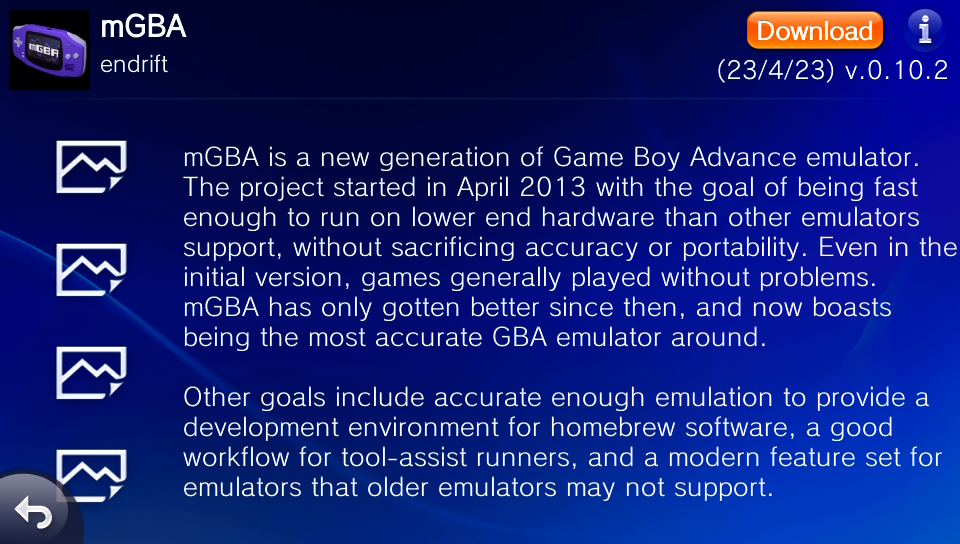 mGBA
endrift
Download
(23/4/23) v.0.10.2
mGBA is a new generation of Game Boy Advance emulator.
The project started in April 2013 with the goal of being fast
enough to run on lower end hardware than other emulators
support, without sacrificing accuracy or portability. Even in the
initial version, games generally played without problems.
mGBA has only gotten better since then, and now boasts
being the most accurate GBA emulator around.
Other goals include accurate enough emulation to provide a
development environment for homebrew software, a good
workflow for tool-assist runners, and a modern feature set for
emulators that older emulators may not support.